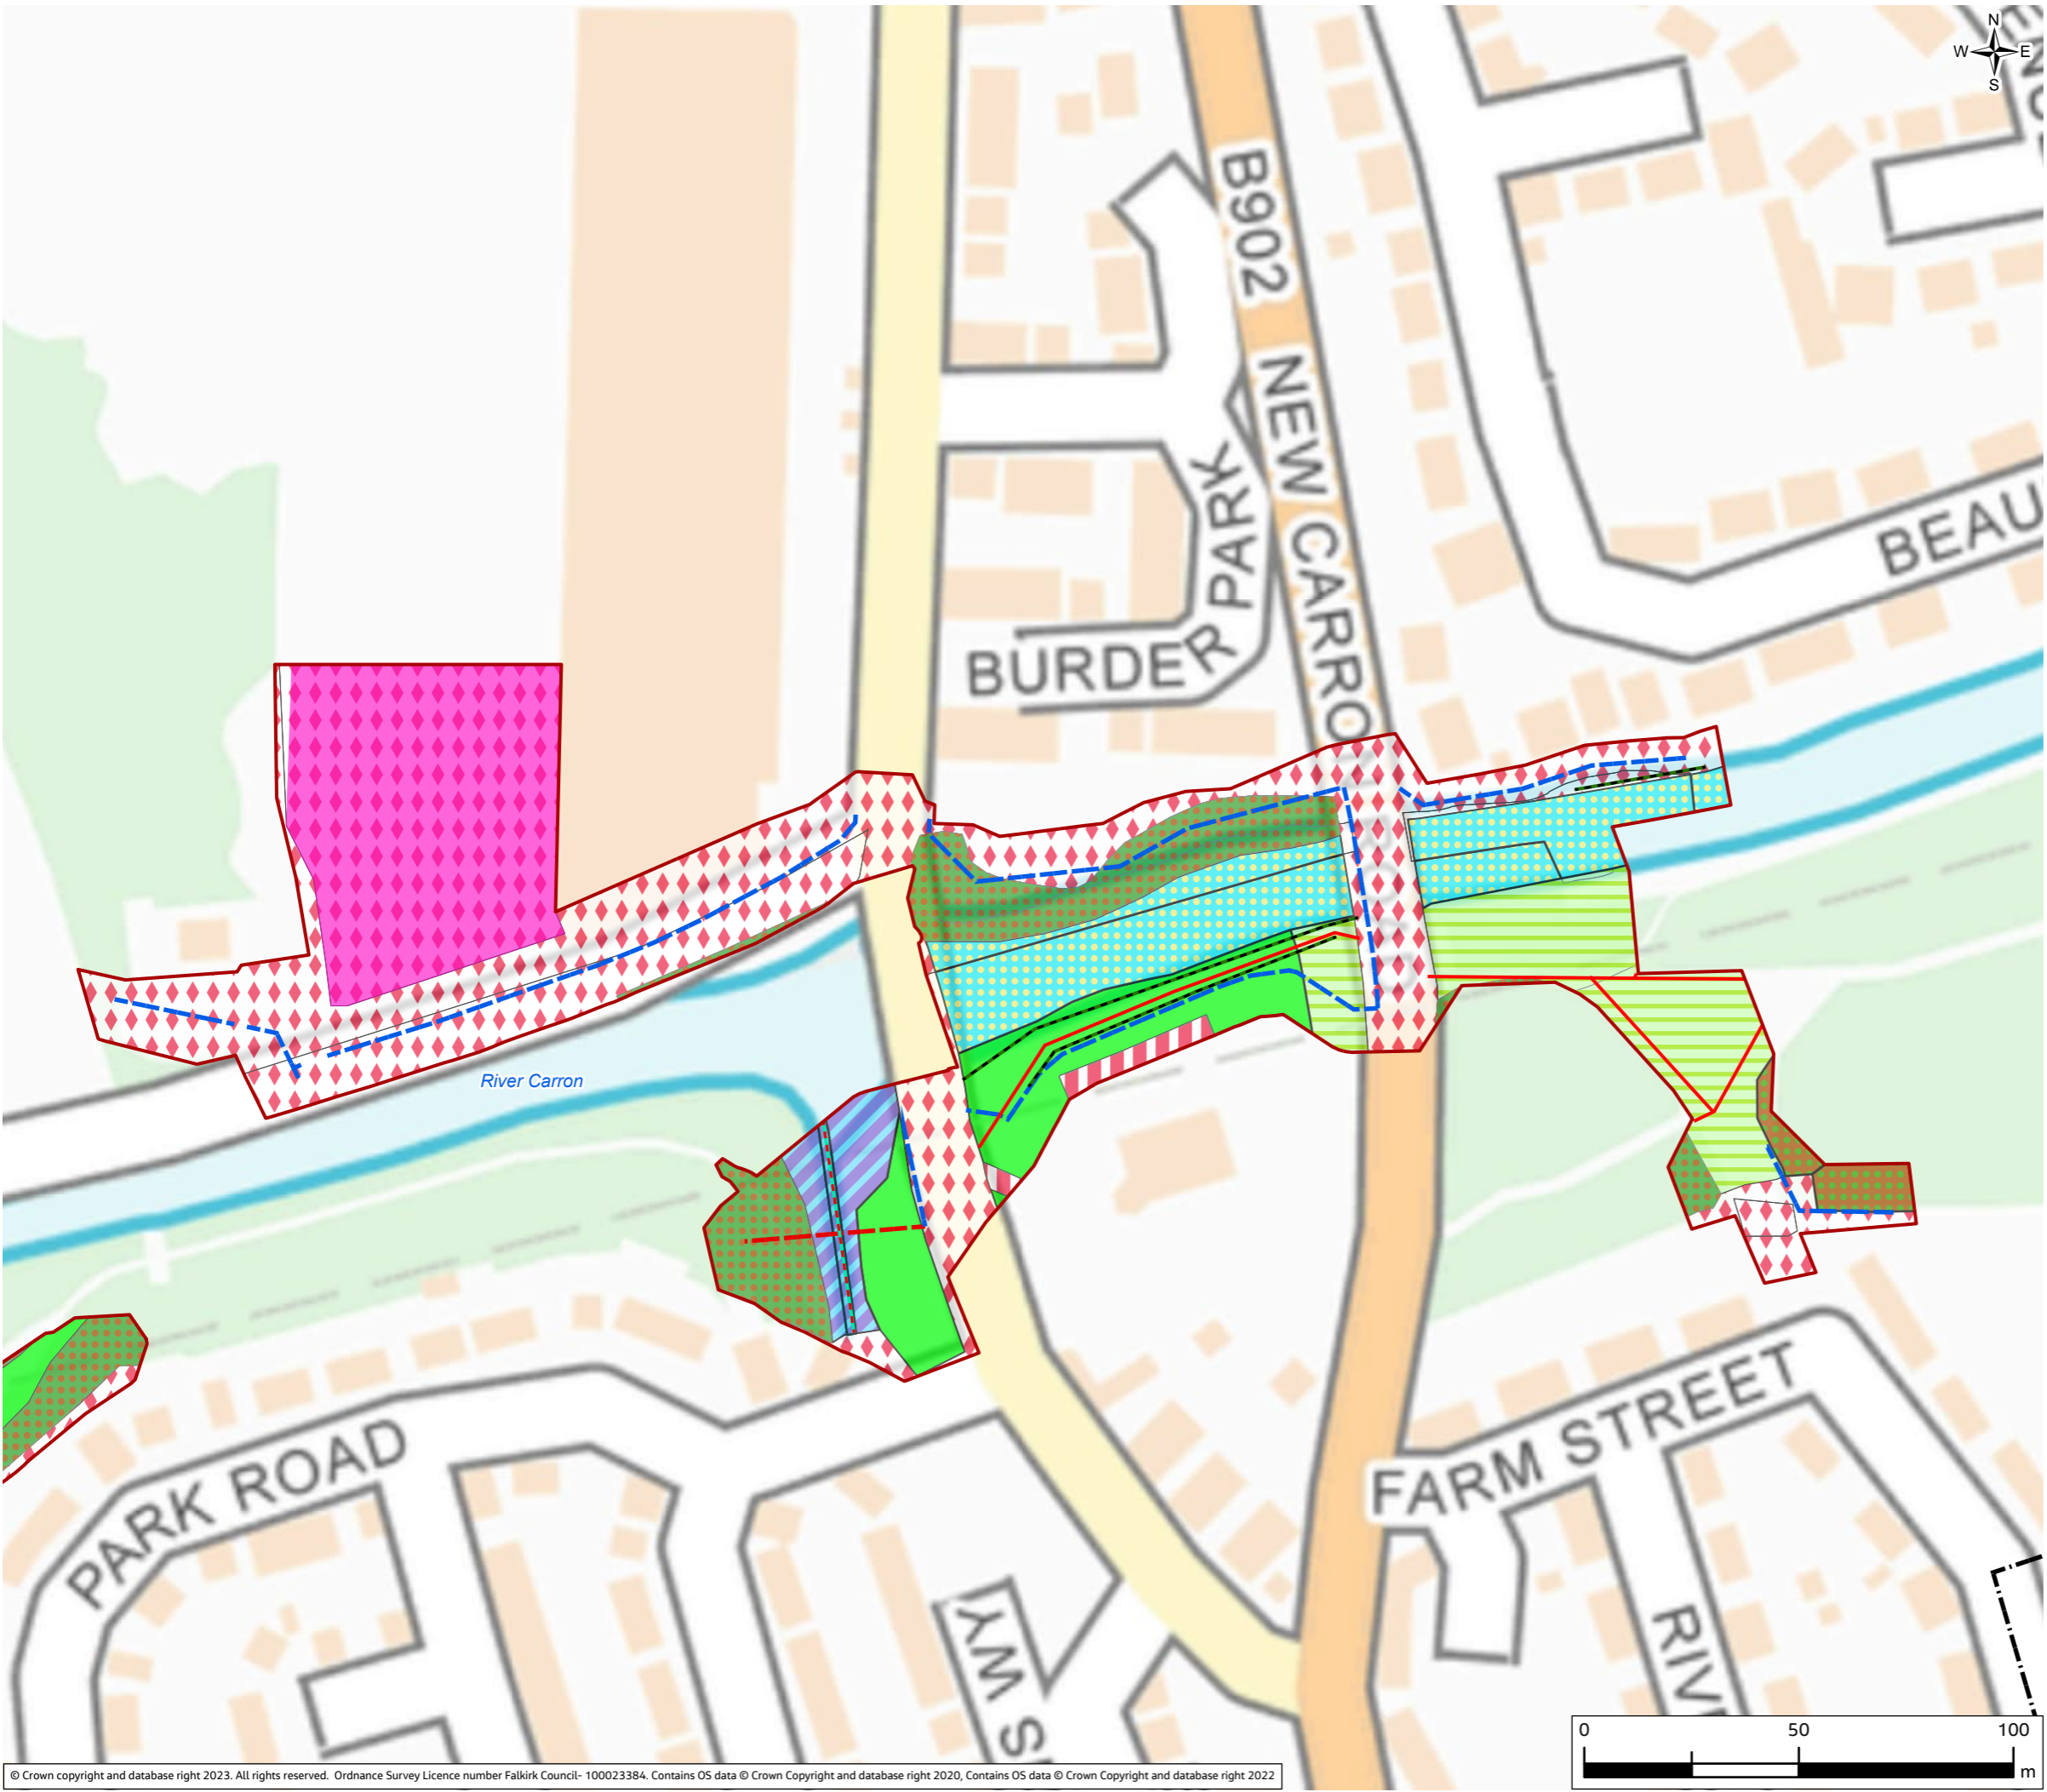 N
W E
S
B902 NEW CARRO
BURDER PARK
BEAU
River Carron
PARK ROAD
FARM STREET
RIV
S WY
0 50 100
m
© Crown copyright and database right 2023. All rights reserved. Ordnance Survey Licence number Falkirk Council- 100023384. Contains OS data © Crown Copyright and database right 2020, Contains OS data © Crown Copyright and database right 2022